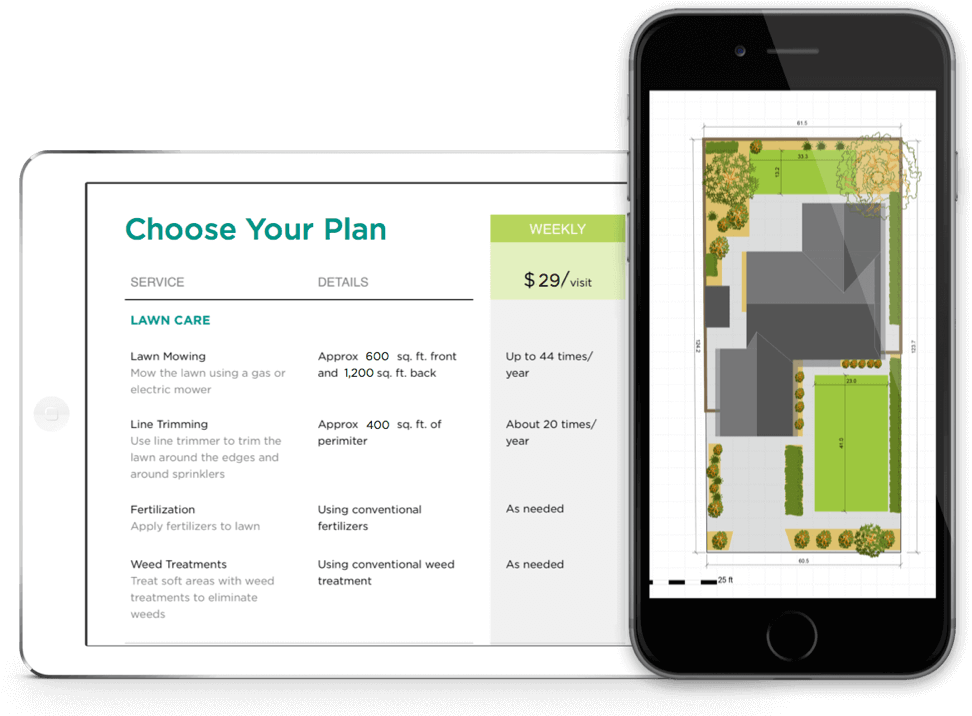 Choose Your Plan
WEEKLY
SERVICE
DETAILS
$ 29/visit
LAWN CARE
Lawn Mowing
Mow the lawn using a gas or
electric mower
Approx 600 sq. ft. front
and 1,200 sq. ft. back
Up to 44 times/
year
Line Trimming
Use line trimmer to trim the
lawn around the edges and
around sprinklers
Approx 400 sq. ft. of
perimiter
About 20 times/
year
Fertilization
Apply fertilizers to lawn
Using conventional
fertilizers
As needed
Weed Treatments
Treat soft areas with weed
treatments to eliminate
weeds
Using conventional weed
treatment
As needed
61.5
33.3
13.2
124.2
123.7
23.6
41.0
60.5
25 ft